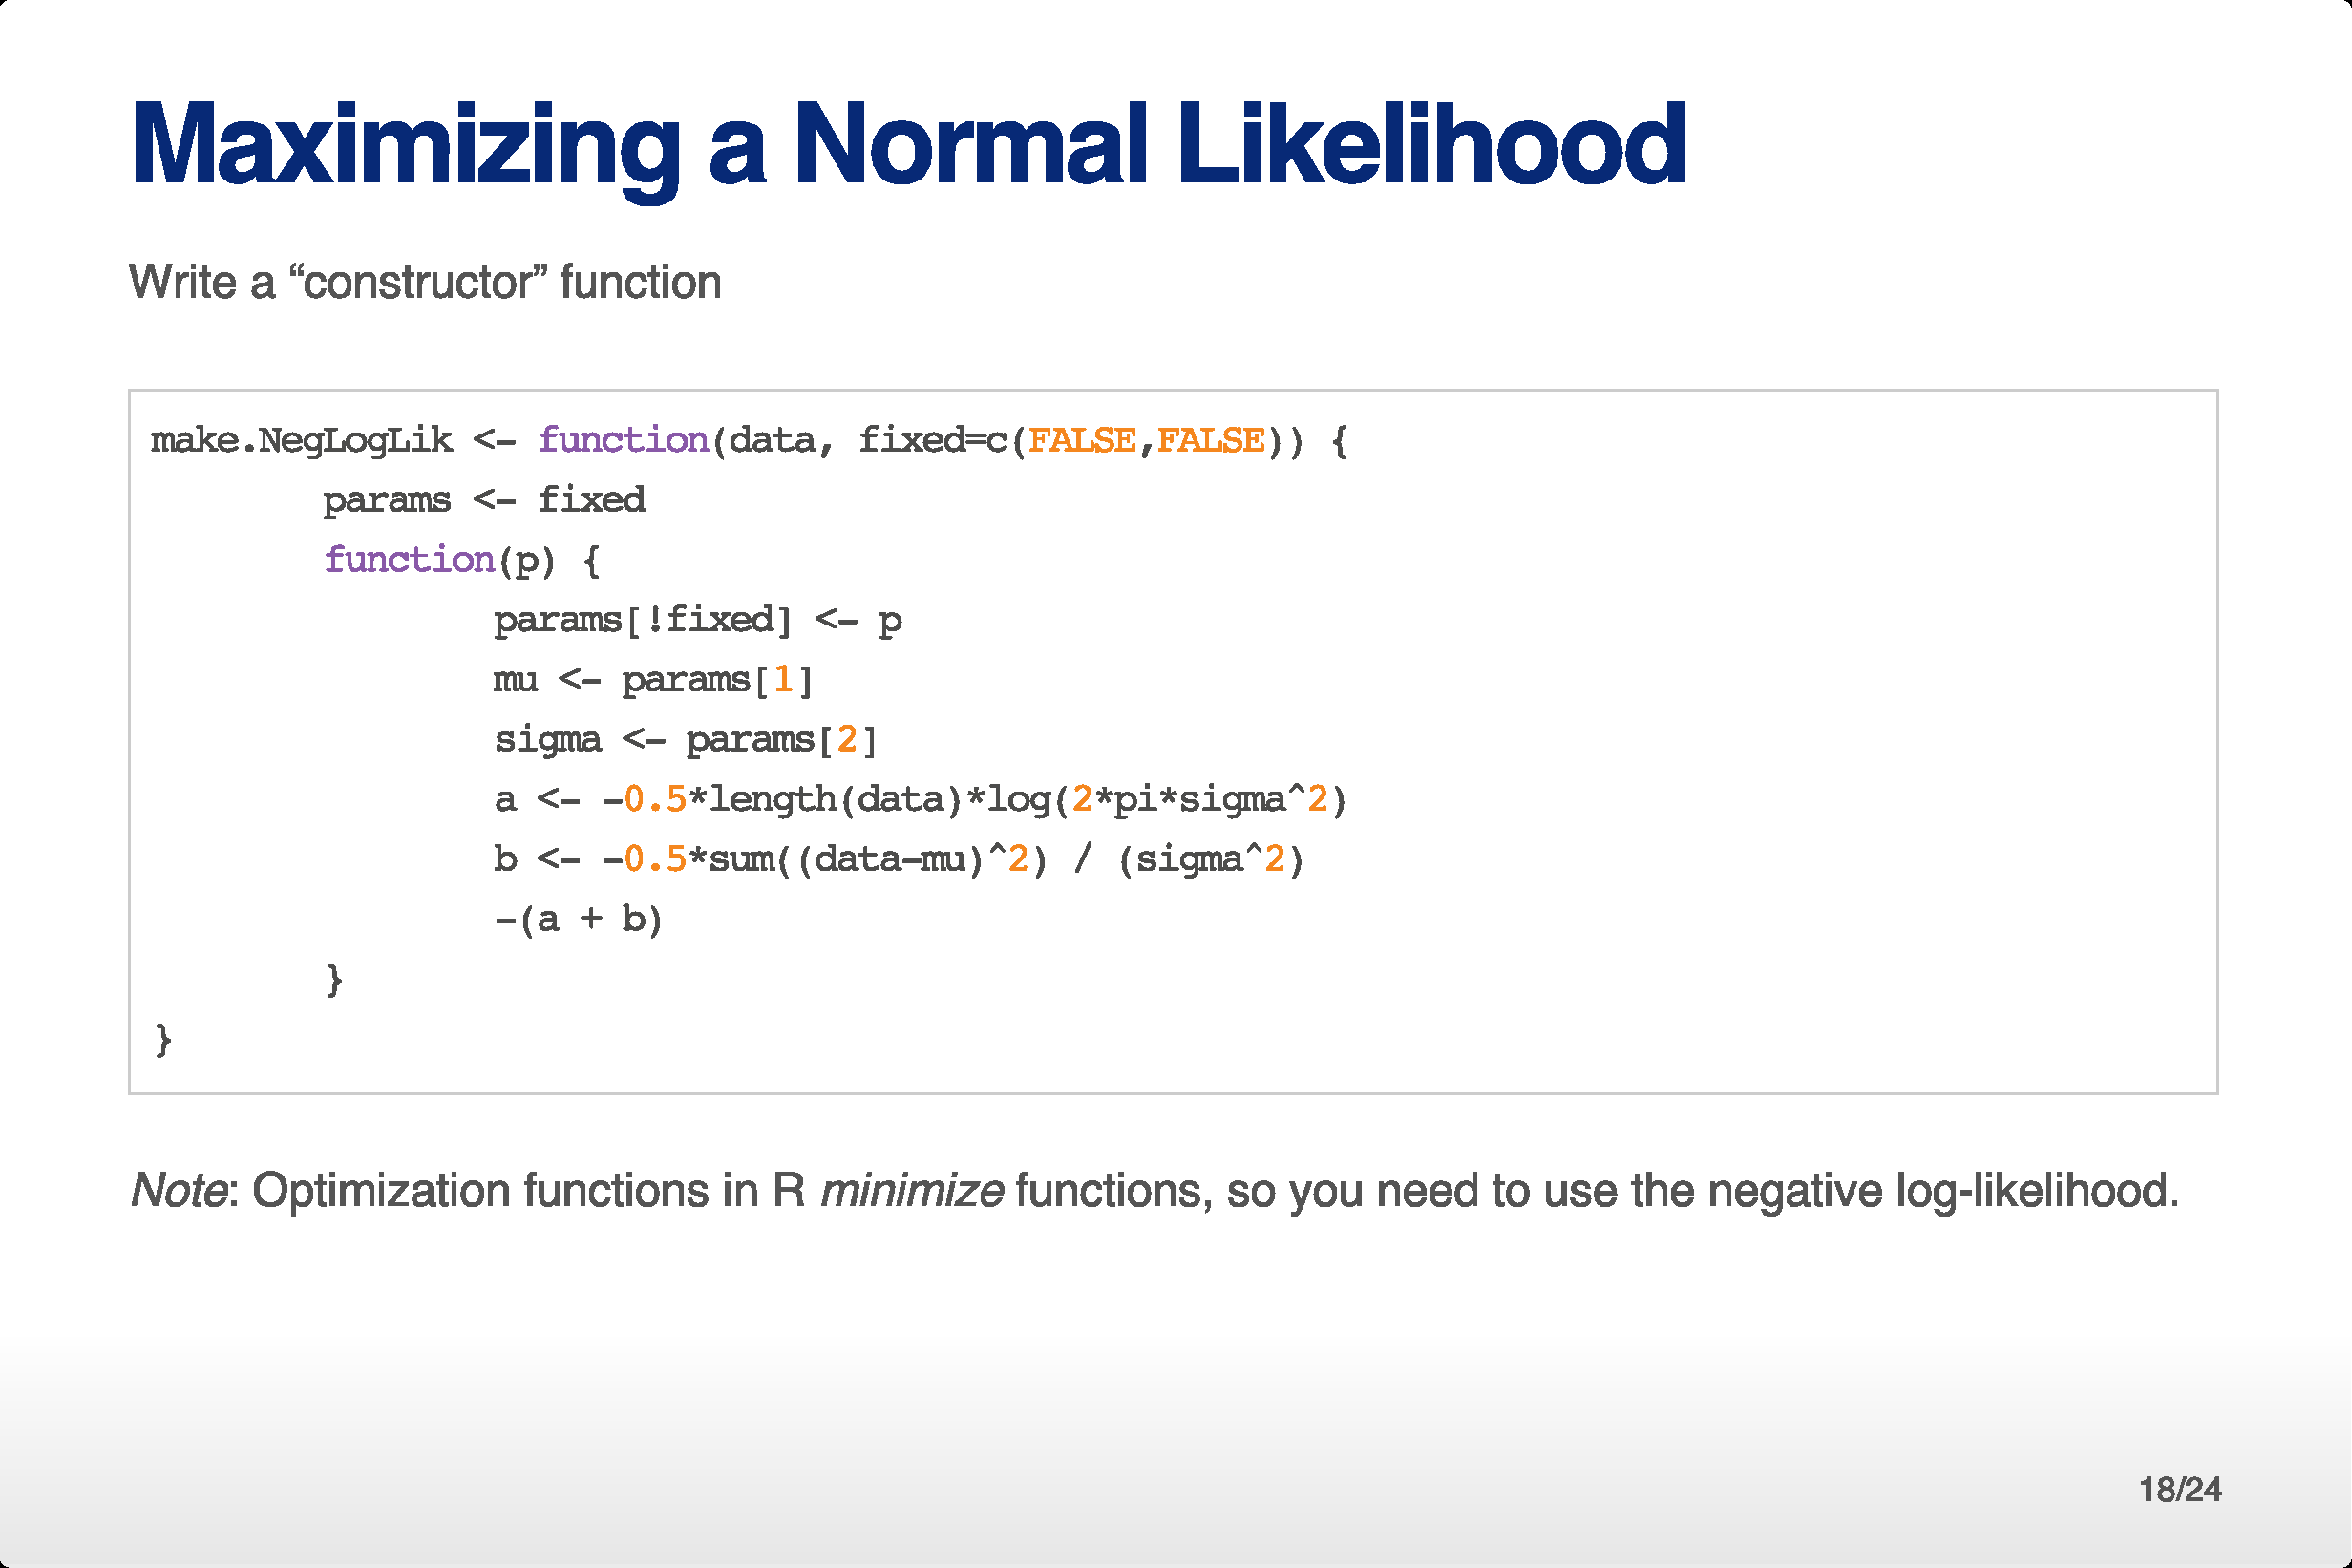 Maximizing a Normal Likelihood
Write a “constructor” function
make.NegLogLik <- function(data, fixed=c(FALSE,FALSE)) {
        params <- fixed
        function(p) {
                params[!fixed] <- p
                mu <- params[1]
                sigma <- params[2]
                a <- -0.5*length(data)*log(2*pi*sigma^2)
                b <- -0.5*sum((data-mu)^2) / (sigma^2)
                -(a + b)
        }
}
Note: Optimization functions in R minimize functions, so you need to use the negative log-likelihood.
18/24